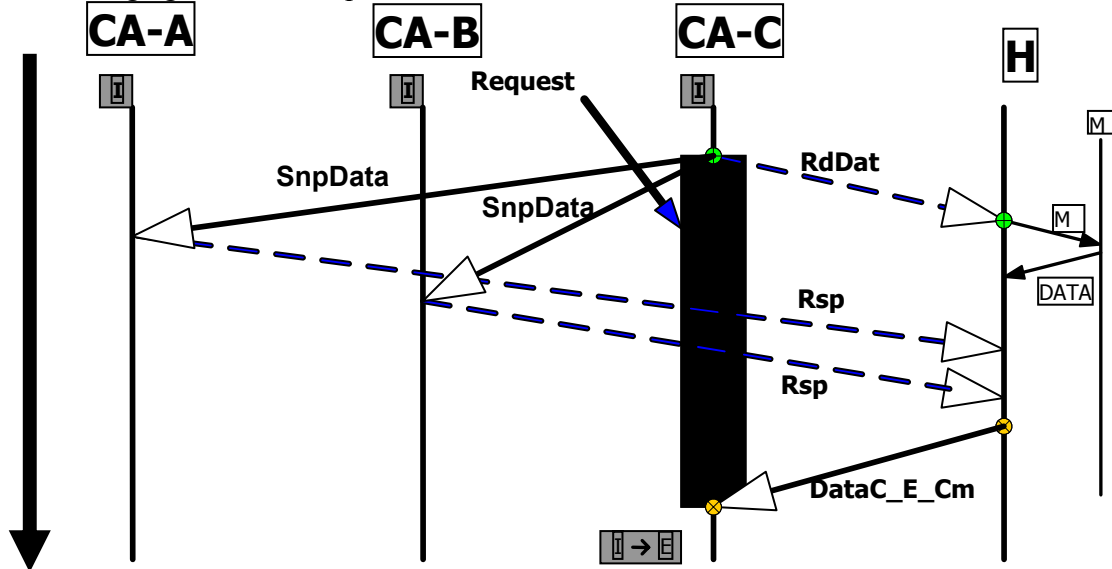 CA-A
CA-B
CA-C
H
I
I
I
Request
M
SnpData
SnpData
RdDat
M
DATA
Rsp
Rsp
DataC_E_Cm
I → E